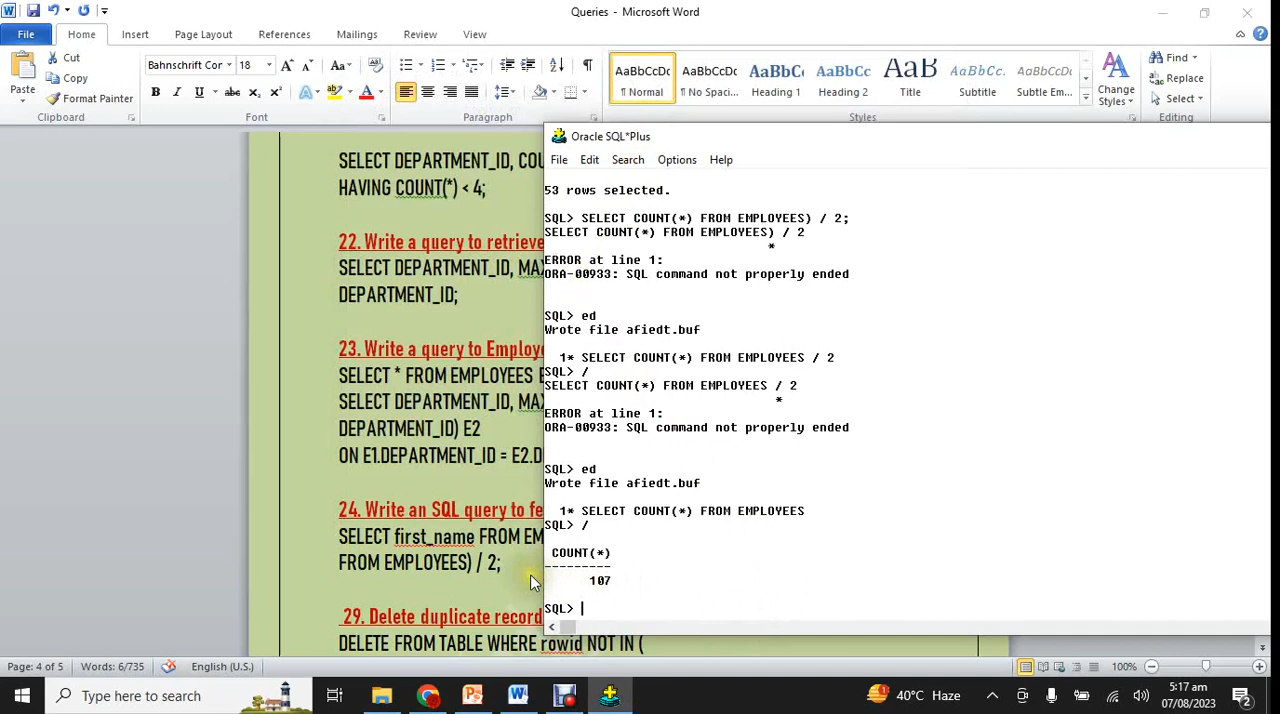 Queries - Microsoft Word
File Home Insert Page Layout References Mailings Review View
Cut
Copy
Format Painter
Paste
Clipboard
Bahnschrift Cor 18
Font
Paragraph
AaBbCcDc AaBbCcDc AaBbCc AaBbCc AaB AaBbCc. AaBbCcDc
¶ Normal ¶ No Spaci... Heading 1 Heading 2 Title Subtitle Subtle Em...
Styles
Change
Styles
Find
Replace
Select
Editing
SELECT DEPARTMENT_ID, COU
HAVING COUNT(*) < 4;
22. Write a query to retrieve
SELECT DEPARTMENT_ID, MAX
DEPARTMENT_ID;
23. Write a query to Employe
SELECT * FROM EMPLOYEES E
SELECT DEPARTMENT_ID, MAX
DEPARTMENT_ID) E2
ON E1.DEPARTMENT_ID = E2.D
24. Write an SQL query to fe
SELECT first_name FROM EM
FROM EMPLOYEES) / 2;
29. Delete duplicate record
DELETE FROM TABLE WHERE rowid NOT IN (
Oracle SQL*Plus
File Edit Search Options Help
53 rows selected.
SQL> SELECT COUNT(*) FROM EMPLOYEES) / 2;
SELECT COUNT(*) FROM EMPLOYEES) / 2
*
ERROR at line 1:
ORA-00933: SQL command not properly ended
SQL> ed
Wrote file afiedt.buf
1* SELECT COUNT(*) FROM EMPLOYEES / 2
SQL> /
SELECT COUNT(*) FROM EMPLOYEES / 2
*
ERROR at line 1:
ORA-00933: SQL command not properly ended
SQL> ed
Wrote file afiedt.buf
1* SELECT COUNT(*) FROM EMPLOYEES
SQL> /
COUNT(*)
---------
107
SQL>
Page: 4 of 5 Words: 6/735 English (U.S.) 100%
Type here to search
40°C Haze
5:17 am
07/08/2023
2